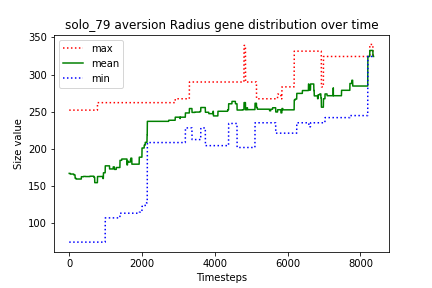 solo_79 aversion Radius gene distribution over time
max
mean
min
Size value
350
300
250
200
150
100
0
2000
4000
6000
8000
Timesteps